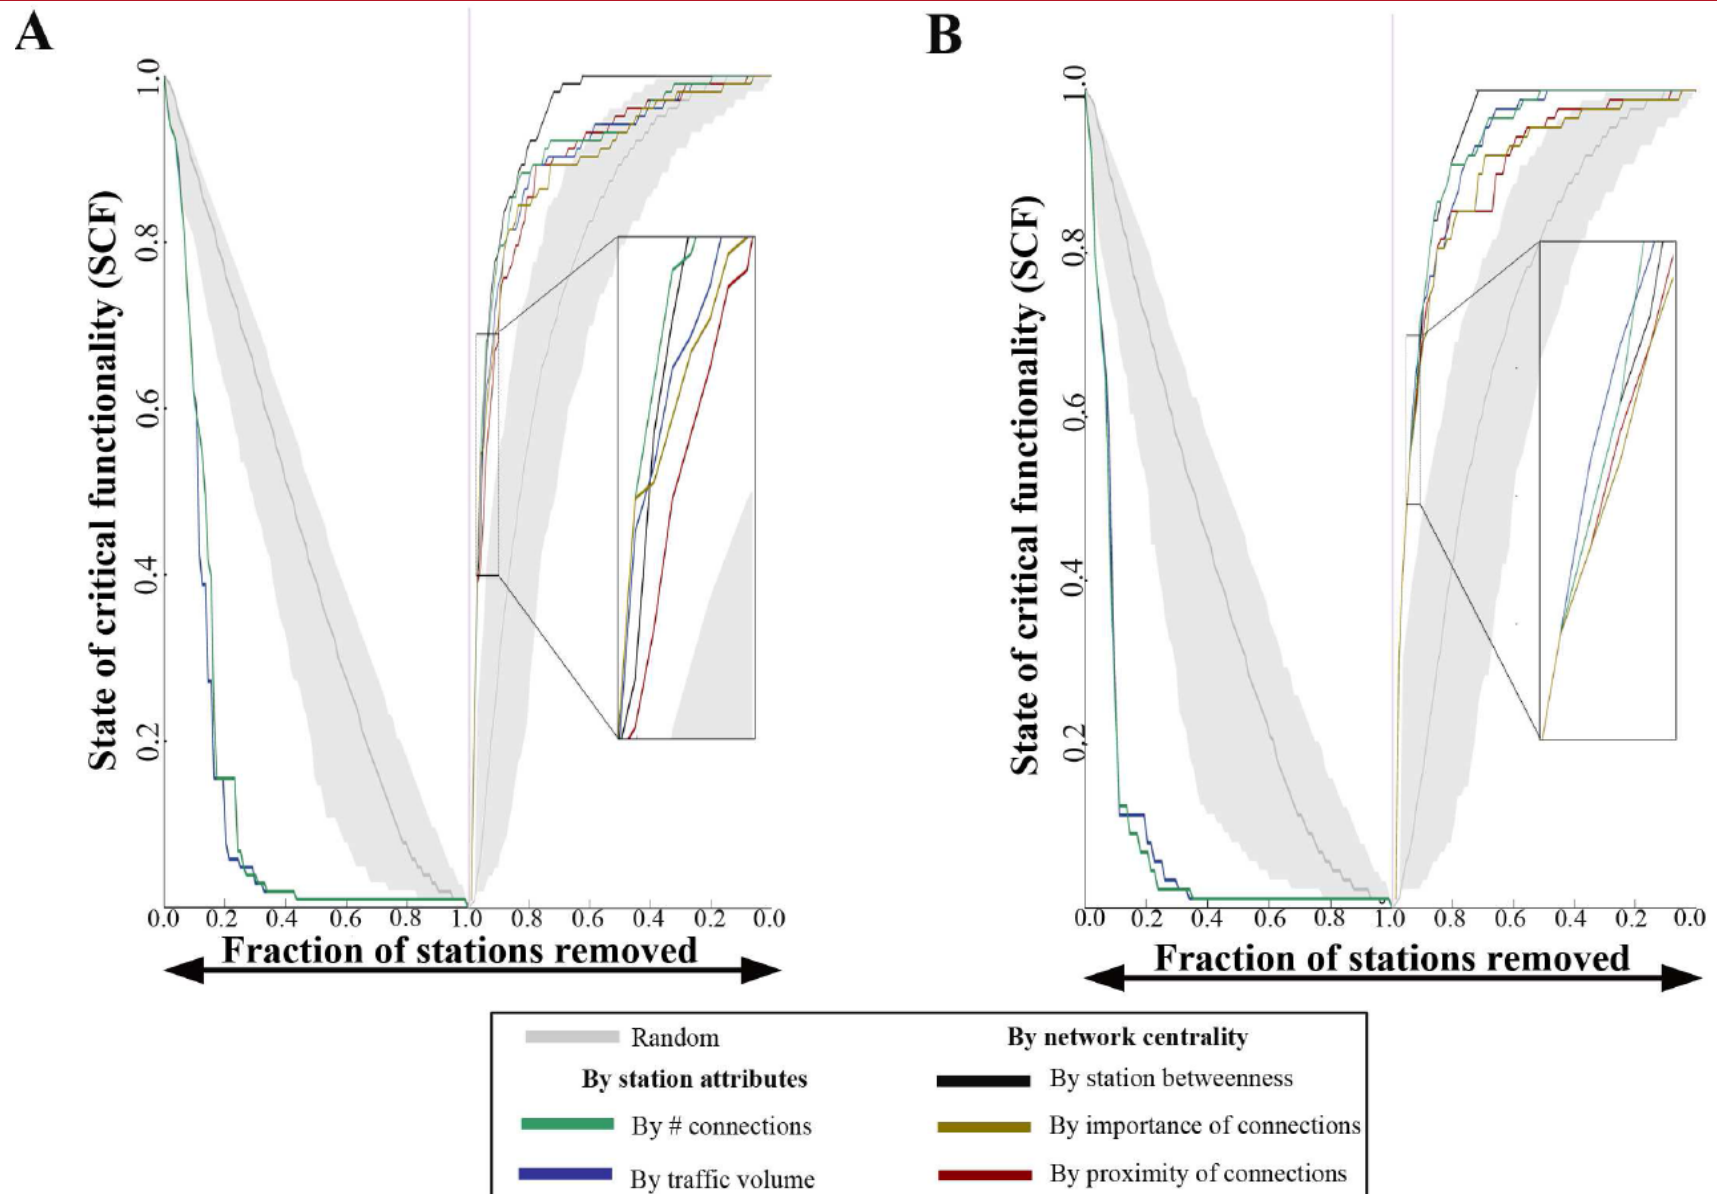 A
B
State of critical functionality (SCF)
1.0
0.8
0.6
0.4
0.2
0.0 0.2 0.4 0.6 0.8 1.0 0.8 0.6 0.4 0.2 0.0
Fraction of stations removed
State of critical functionality (SCF)
1.0
0.8
0.6
0.4
0.2
0.0 0.2 0.4 0.6 0.8 1.0 0.8 0.6 0.4 0.2 0.0
Fraction of stations removed
Random
By station attributes
By # connections
By traffic volume
By network centrality
By station betweenness
By importance of connections
By proximity of connections